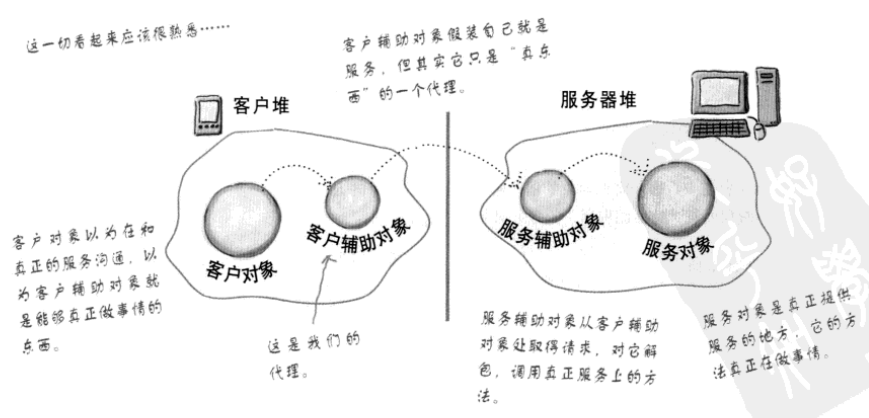 这一切看起来应该很熟悉……
客户辅助对象假装自己就是
服务，但其实它只是“真东
西”的一个代理。
客户堆
服务器堆
客户对象
客户辅助对象
服务辅助对象
服务对象
客户对象以为在和
真正的服务沟通，以
为客户辅助对象就
是能够真正做事情的
东西。
这是我们的
代理。
服务辅助对象从客户辅助
对象处取得请求，对它解
包，调用真正服务上的方
法。
服务对象是真正提供
服务的地方，它的方
法真正在做事情。